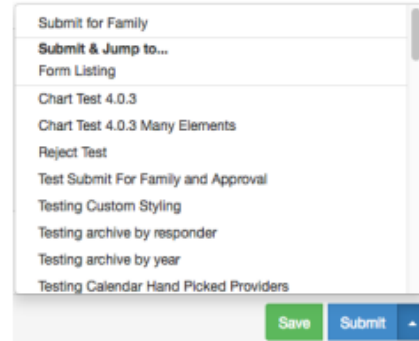 Submit for Family
Submit & Jump to...
Form Listing
Chart Test 4.0.3
Chart Test 4.0.3 Many Elements
Reject Test
Test Submit For Family and Approval
Testing Custom Styling
Testing archive by responder
Testing archive by year
Testing Calendar Hand Picked Providers
Save Submit